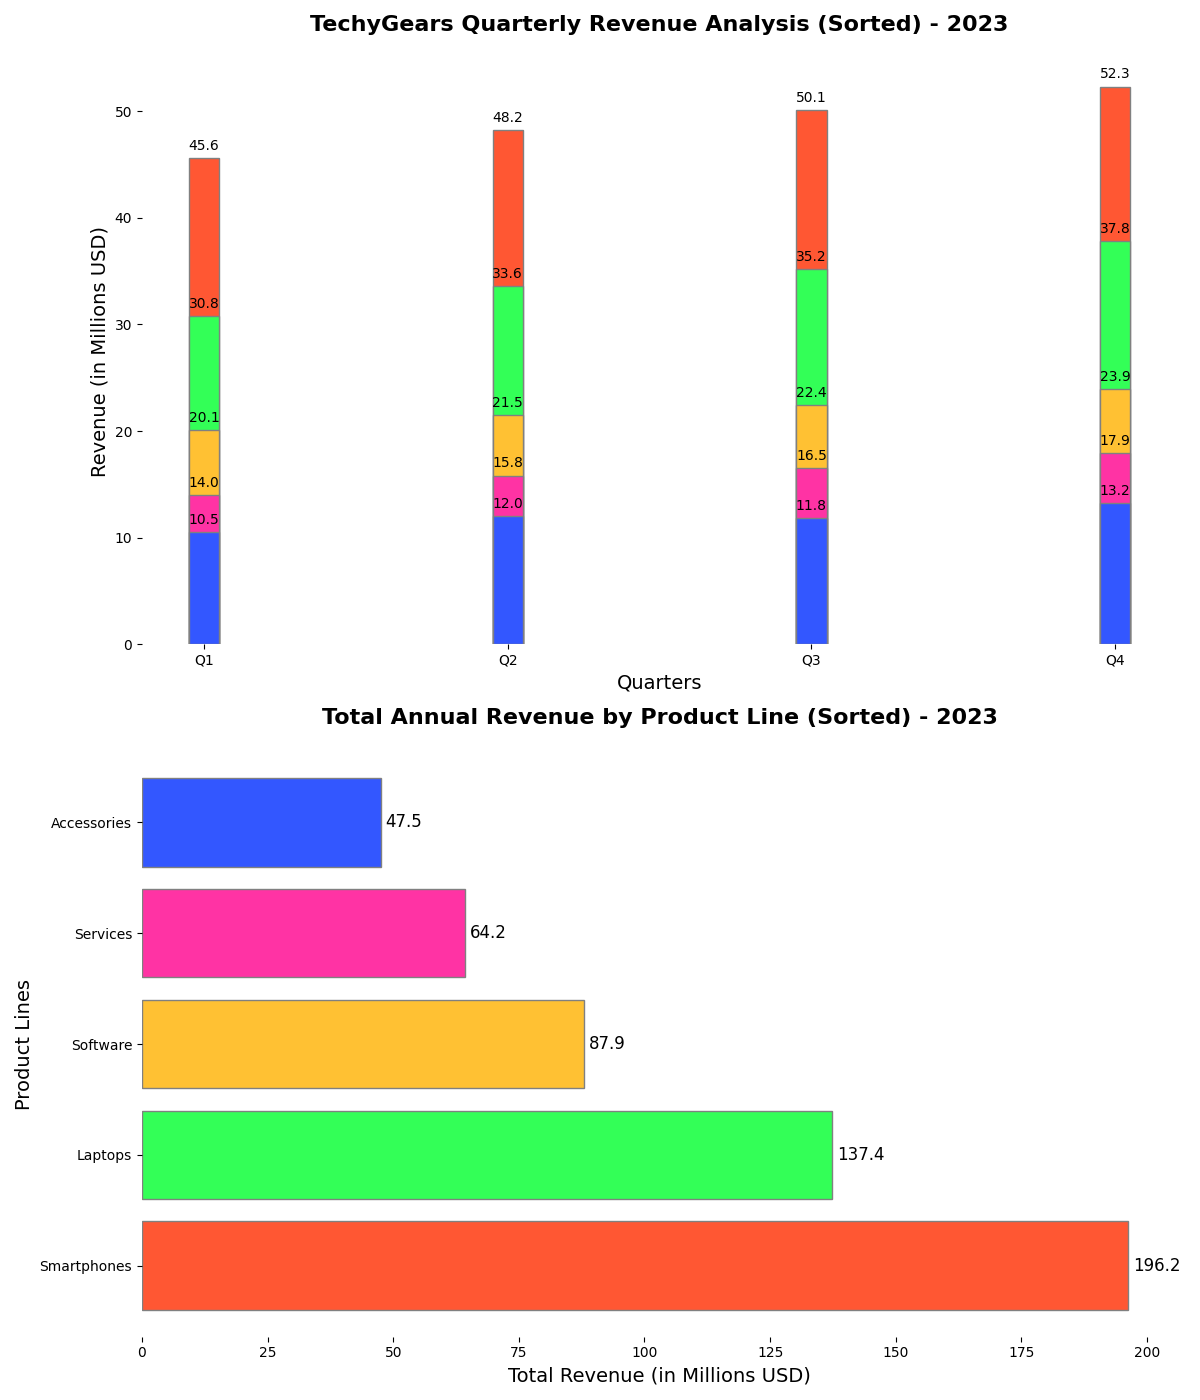 TechyGears Quarterly Revenue Analysis (Sorted) - 2023
Revenue (in Millions USD)
50
40
30
20
10
0
45.6
30.8
20.1
14.0
10.5
48.2
33.6
21.5
15.8
12.0
50.1
35.2
22.4
16.5
11.8
52.3
37.8
23.9
17.9
13.2
Q1 Q2 Q3 Q4
Quarters
Total Annual Revenue by Product Line (Sorted) - 2023
Product Lines
Accessories 47.5
Services 64.2
Software 87.9
Laptops 137.4
Smartphones 196.2
0 25 50 75 100 125 150 175 200
Total Revenue (in Millions USD)